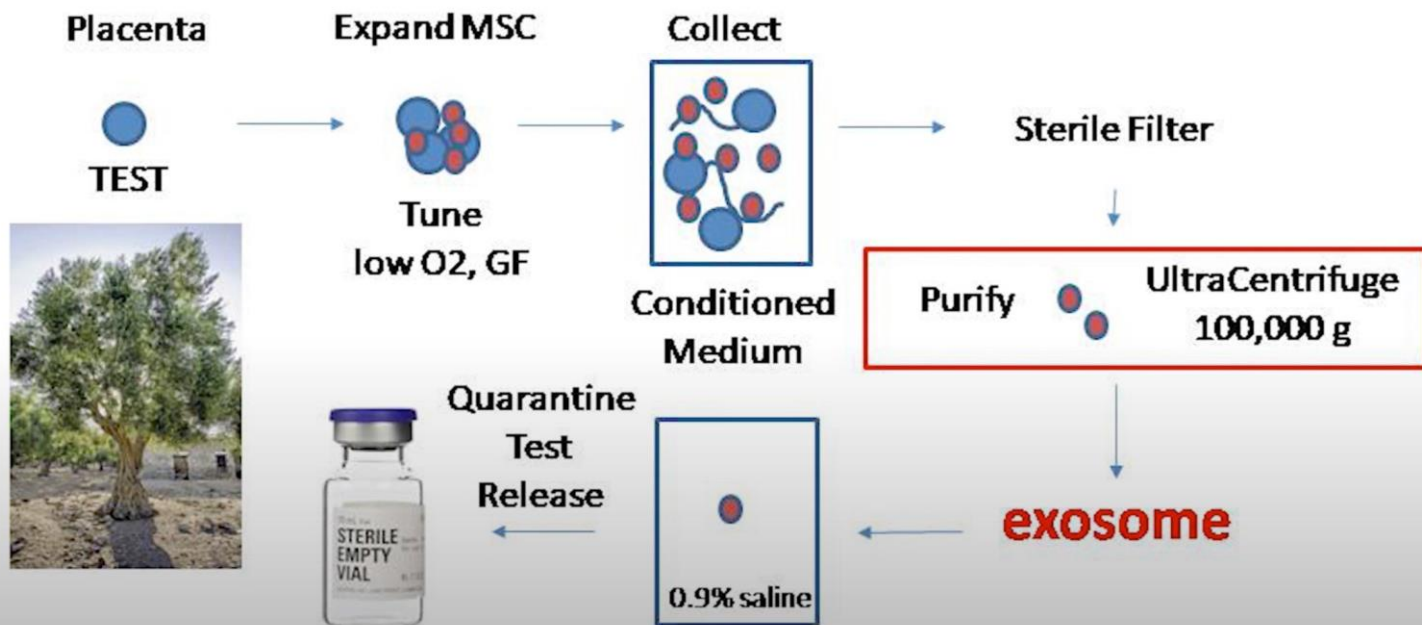 Placenta
TEST
Expand MSC
Tune
low O2, GF
Collect
Conditioned
Medium
Sterile Filter
Purify
UltraCentrifuge
100,000 g
exosome
0.9% saline
Quarantine
Test
Release
STERILE
EMPTY
VIAL